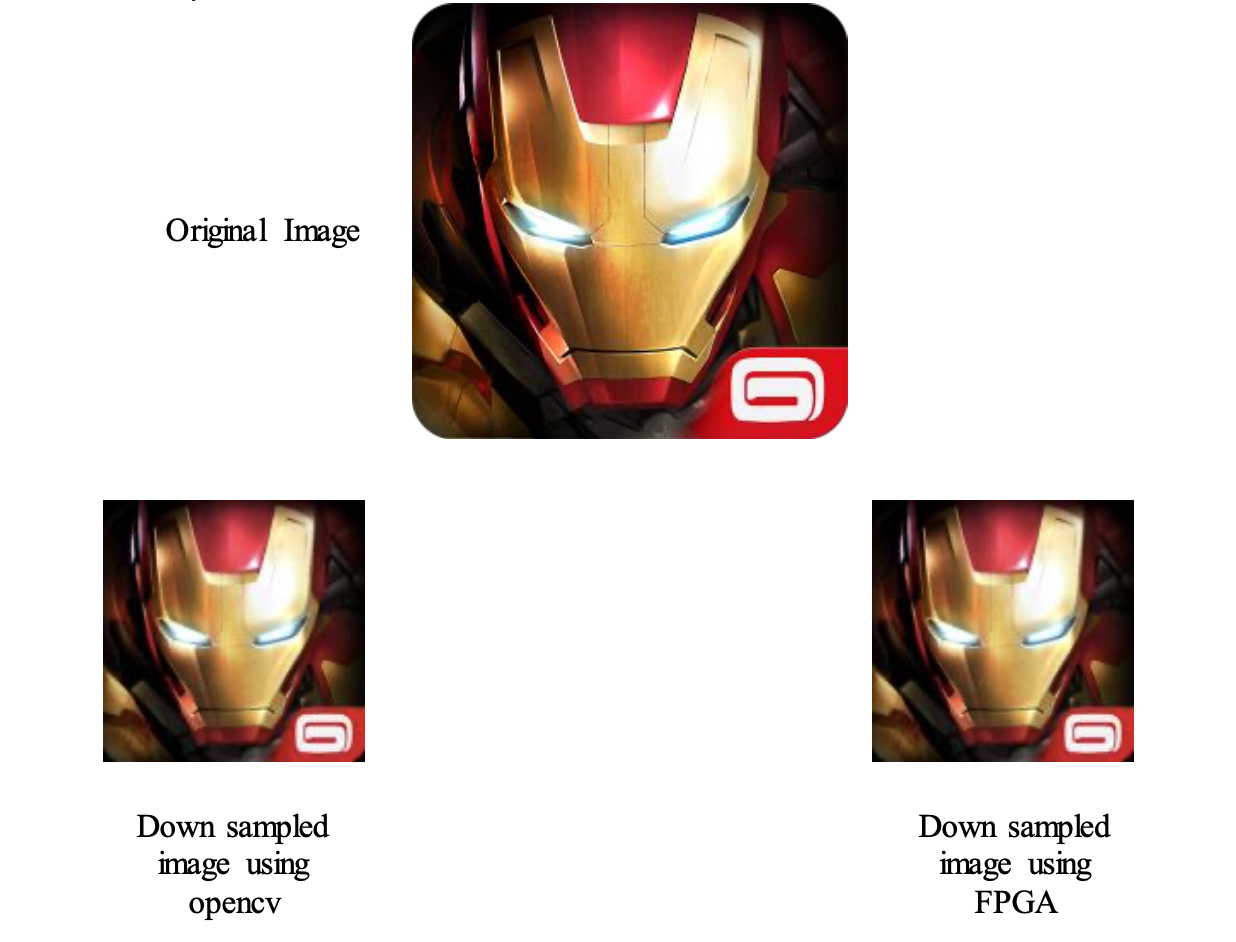 Original Image
Down sampled
image using
opencv
Down sampled
image using
FPGA